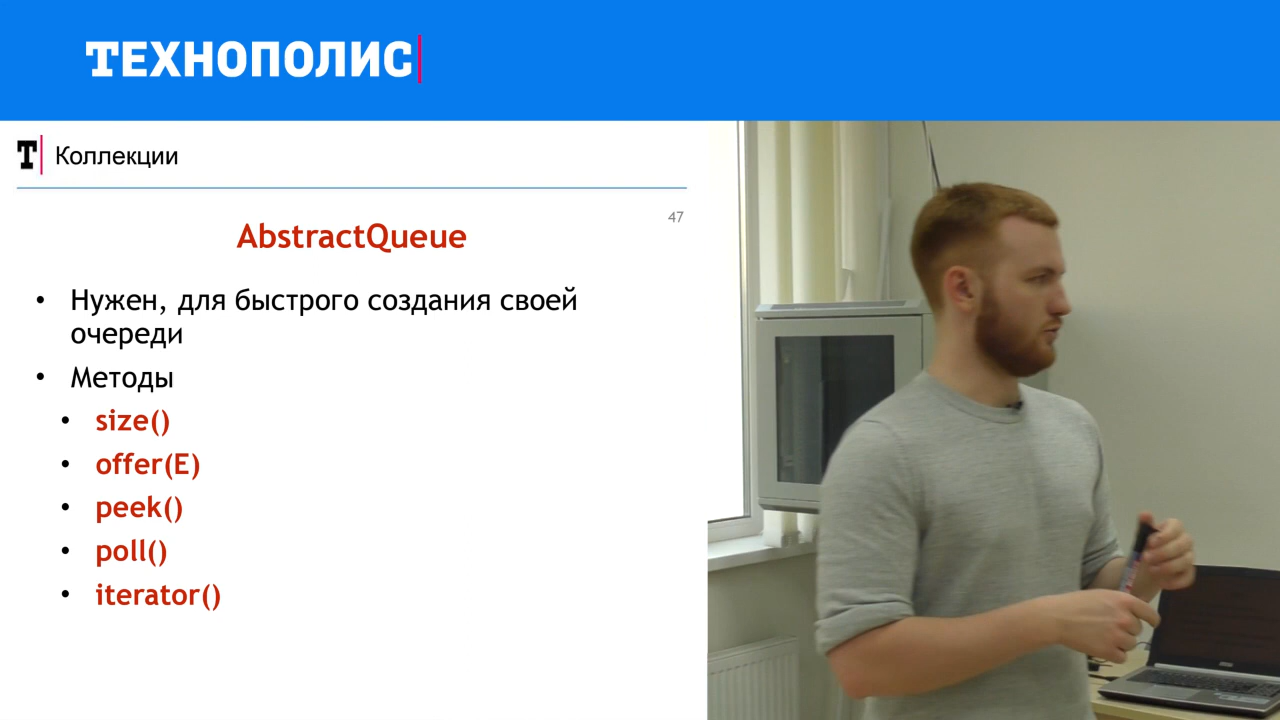 ТЕХНОПОЛИС
Т Коллекции
47
AbstractQueue
• Нужен, для быстрого создания своей
очереди
• Методы
• size()
• offer(E)
• peek()
• poll()
• iterator()